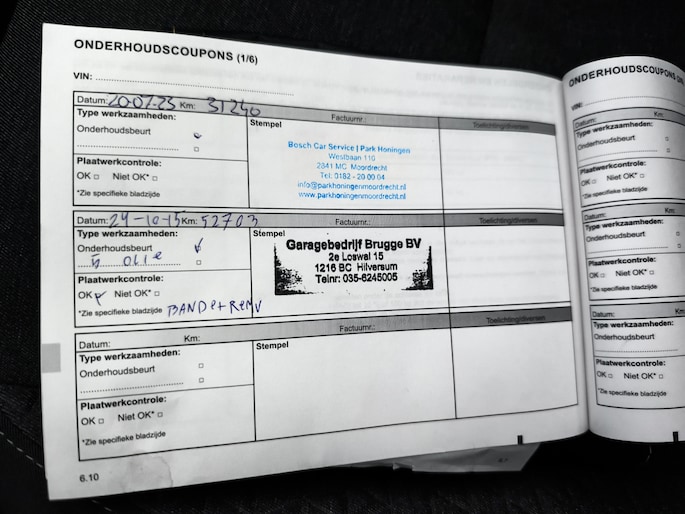 ONDERHOUDSCOUPONS (1/6)
VIN:
Datum: 20-07-23 Km: 31240 Factuurnr.: Toelichting/diversen
Type werkzaamheden:
Onderhoudsbeurt
Stempel
Bosch Car Service | Park Honingen
Westbaan 110
2841 MC Moordrecht
Tel: 0182 - 20 00 04
info@parkhoningenmoordrecht.nl
www.parkhoningenmoordrecht.nl
Plaatwerkcontrole:
OK Niet OK*
*Zie specifieke bladzijde
Datum: 24-10-15 Km: 52703 Factuurnr.: Toelichting/diversen
Type werkzaamheden:
Onderhoudsbeurt
olie
Stempel
Garagebedrijf Brugge BV
2e Loswal 15
1216 BC Hilversum
Telnr: 035-6245005
Plaatwerkcontrole:
OK Niet OK*
*Zie specifieke bladzijde
Datum: Km: Factuurnr.: Toelichting/diversen
Type werkzaamheden:
Onderhoudsbeurt
Stempel
Plaatwerkcontrole:
OK Niet OK*
*Zie specifieke bladzijde
6.10
ONDERHOUDSCOUPONS
VIN:
Datum:
Type werkzaamheden:
Onderhoudsbeurt
Plaatwerkcontrole:
OK Niet OK*
*Zie specifieke bladzijde
Datum:
Type werkzaamheden:
Onderhoudsbeurt
Plaatwerkcontrole:
OK Niet OK*
*Zie specifieke bladzijde
Datum:
Type werkzaamheden:
Onderhoudsbeurt
Plaatwerkcontrole:
OK Niet OK*
*Zie specifieke bladzijde